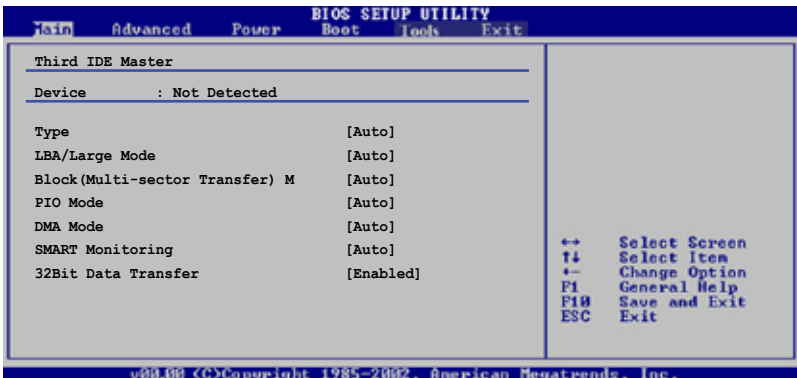 BIOS SETUP UTILITY
Main Advanced Power Boot Tools Exit
Third IDE Master
Device : Not Detected
Type [Auto]
LBA/Large Mode [Auto]
Block(Multi-sector Transfer) M [Auto]
PIO Mode [Auto]
DMA Mode [Auto]
SMART Monitoring [Auto]
32Bit Data Transfer [Enabled]
←→ Select Screen
↑↓ Select Item
+- Change Option
F1 General Help
F10 Save and Exit
ESC Exit
v00.00 (C)Copyright 1985-2002, American Megatrends, Inc.